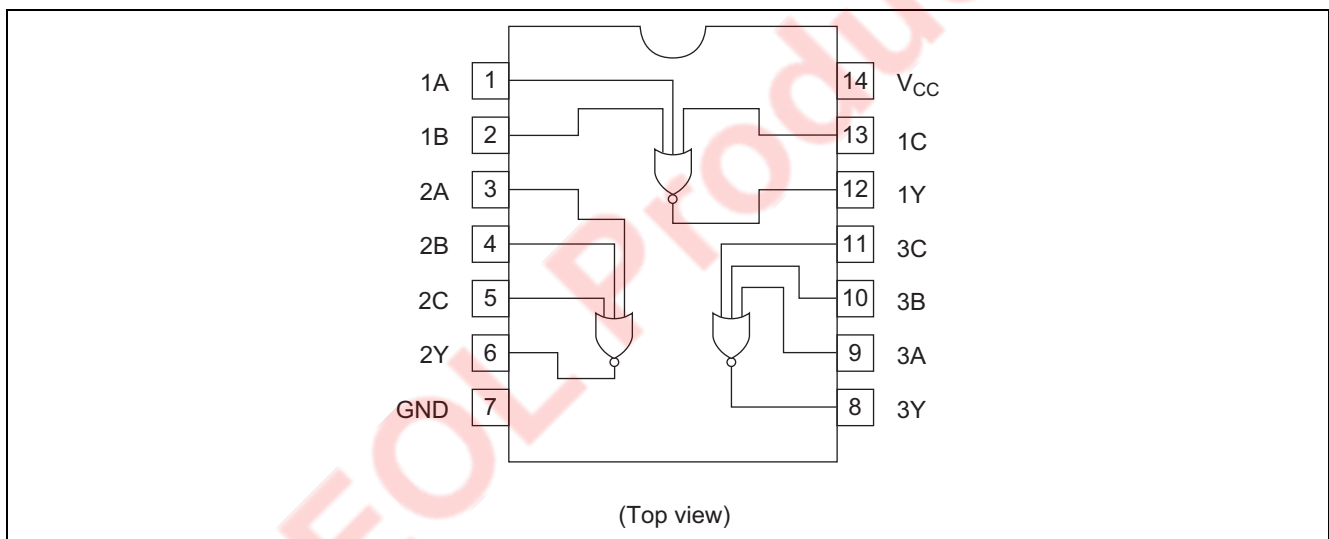 1A 1 14 VCC
1B 2 13 1C
2A 3 12 1Y
2B 4 11 3C
2C 5 10 3B
2Y 6 9 3A
GND 7 8 3Y
(Top view)
EOL Produ